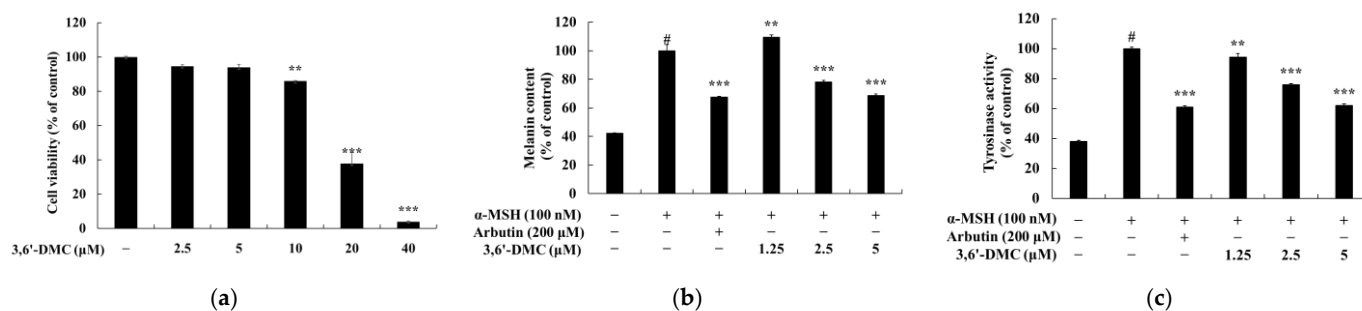 120
100
80
60
40
20
0
Cell viability (% of control)
**
***
***
3,6'-DMC (μM) – 2.5 5 10 20 40
(a)
120
100
80
60
40
20
0
Melanin content
(% of control)
#
***
**
***
***
α-MSH (100 nM) – + + + + +
Arbutin (200 μM) – – + – – –
3,6'-DMC (μM) – – – 1.25 2.5 5
(b)
120
100
80
60
40
20
0
Tyrosinase activity
(% of control)
#
***
**
***
***
α-MSH (100 nM) – + + + + +
Arbutin (200 μM) – – + – – –
3,6'-DMC (μM) – – – 1.25 2.5 5
(c)